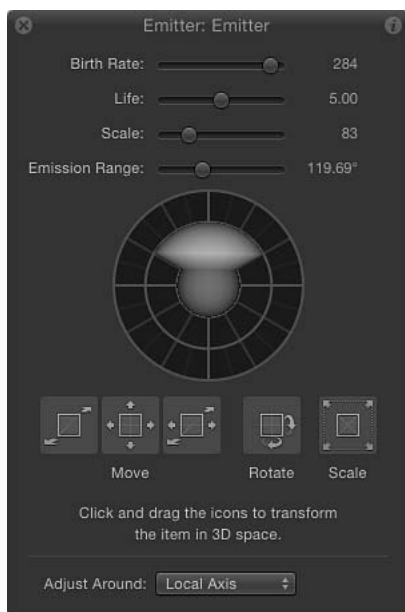 Emitter: Emitter
Birth Rate: 284
Life: 5.00
Scale: 83
Emission Range: 119.69°
Move Rotate Scale
Click and drag the icons to transform
the item in 3D space.
Adjust Around: Local Axis